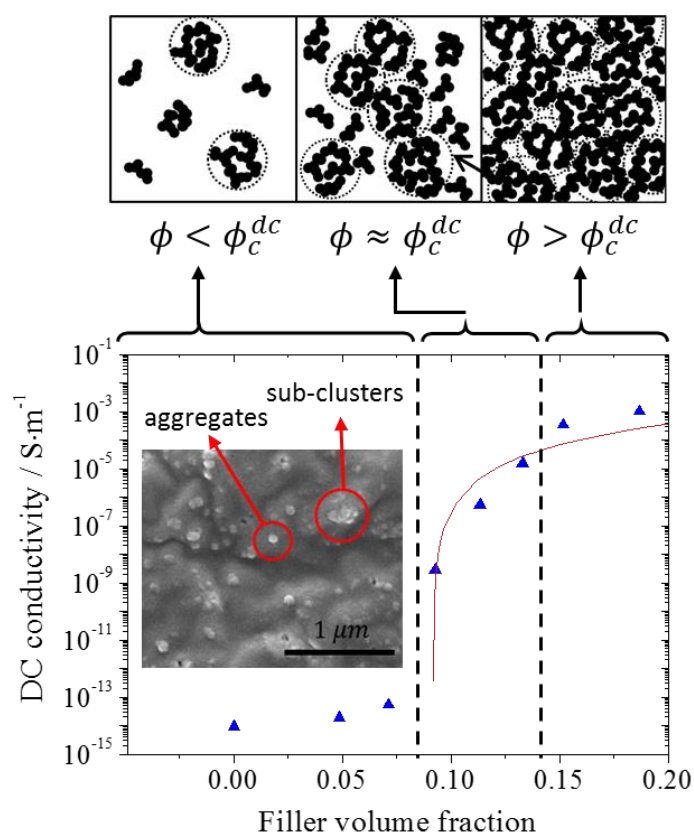 ϕ < ϕ_c^{dc} ϕ ≈ ϕ_c^{dc} ϕ > ϕ_c^{dc}
10^{-1}
10^{-3}
10^{-5}
10^{-7}
10^{-9}
10^{-11}
10^{-13}
10^{-15}
DC conductivity / S·m^{-1}
sub-clusters
aggregates
1 μm
0.00 0.05 0.10 0.15 0.20
Filler volume fraction